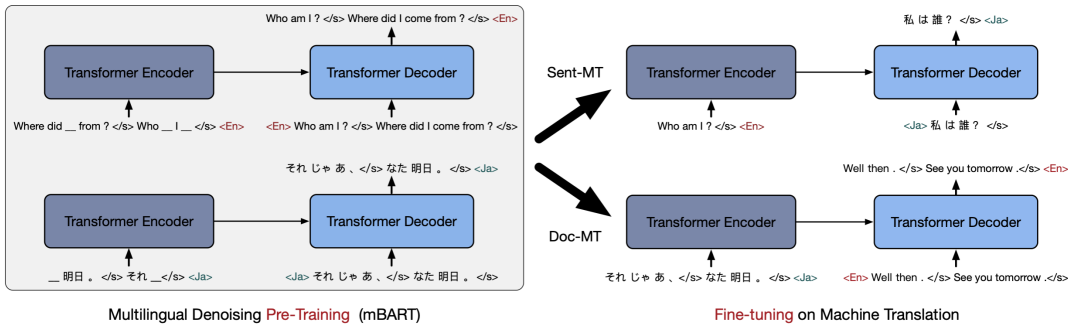 Who am I ? </s> Where did I come from ? </s> <En>
Transformer Encoder
Transformer Decoder
Where did __ from ? </s> Who __ I __ </s> <En>
<En> Who am I ? </s> Where did I come from ? </s>
それ じゃ あ 、</s> なた 明日 。 </s> <Ja>
Transformer Encoder
Transformer Decoder
__ 明日 。 </s> それ __</s> <Ja>
<Ja> それ じゃ あ 、</s> なた 明日 。 </s>
Multilingual Denoising Pre-Training (mBART)
Sent-MT
Doc-MT
私 は 誰 ? </s> <Ja>
Transformer Encoder
Transformer Decoder
Who am I ? </s> <En>
<Ja> 私 は 誰 ? </s>
Well then . </s> See you tomorrow .</s> <En>
Transformer Encoder
Transformer Decoder
それ じゃ あ 、</s> なた 明日 。 </s> <Ja>
<En> Well then . </s> See you tomorrow .</s>
Fine-tuning on Machine Translation